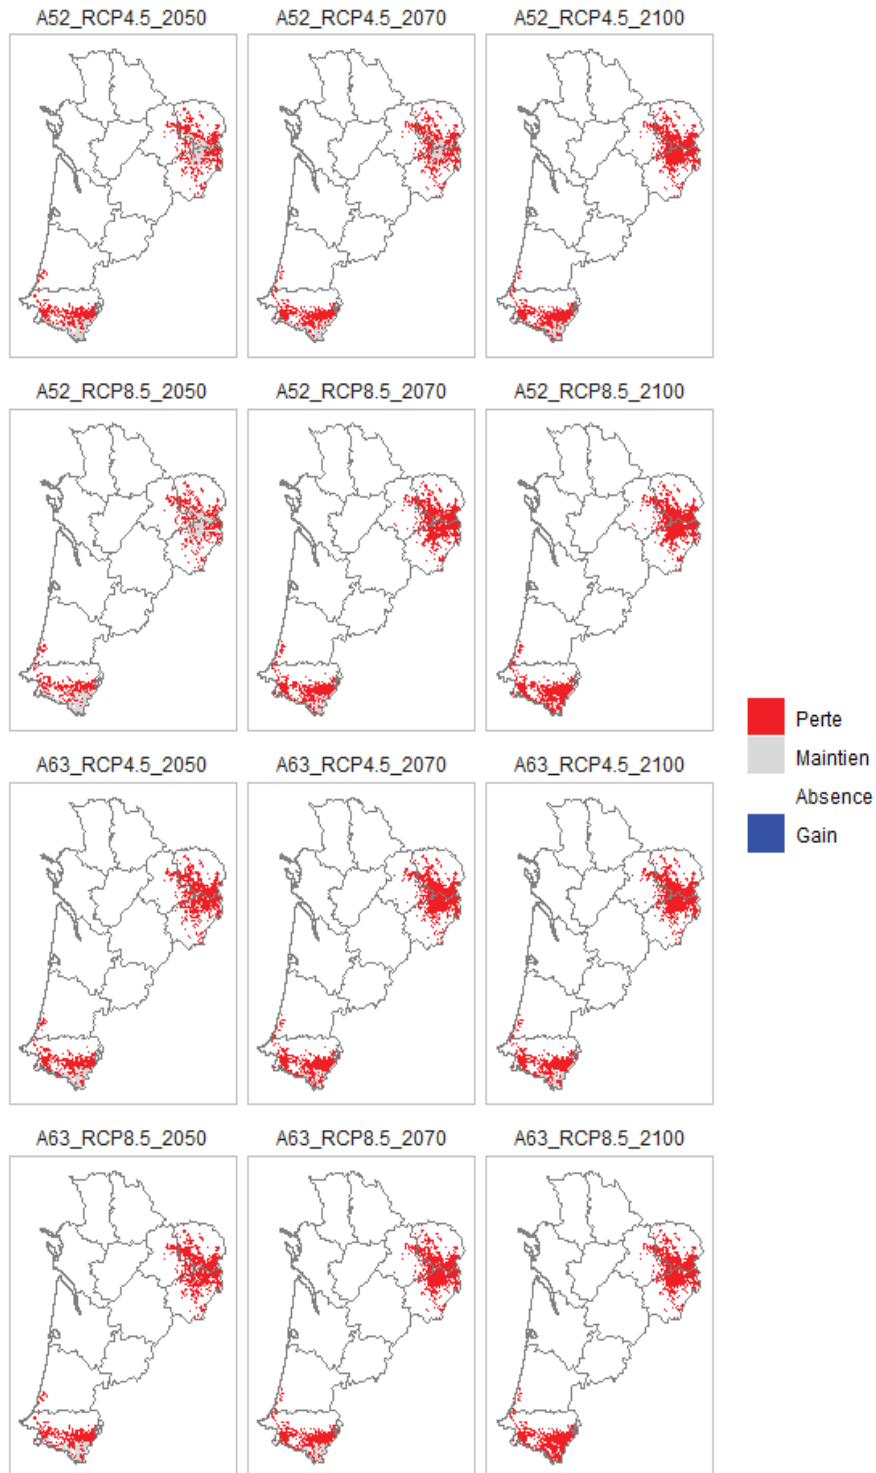 A52_RCP4.5_2050
A52_RCP4.5_2070
A52_RCP4.5_2100
A52_RCP8.5_2050
A52_RCP8.5_2070
A52_RCP8.5_2100
A63_RCP4.5_2050
A63_RCP4.5_2070
A63_RCP4.5_2100
A63_RCP8.5_2050
A63_RCP8.5_2070
A63_RCP8.5_2100
Perte
Maintien
Absence
Gain